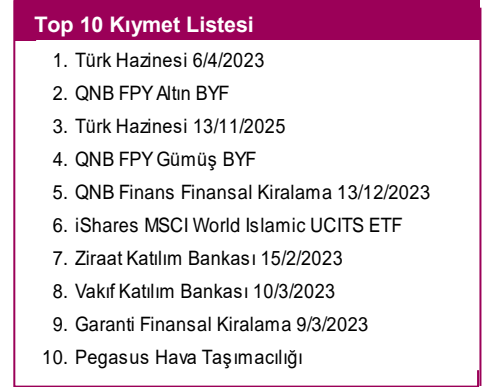 Top 10 Kıymet Listesi
1. Türk Hazinesi 6/4/2023
2. QNB FPY Altın BYF
3. Türk Hazinesi 13/11/2025
4. QNB FPY Gümüş BYF
5. QNB Finans Finansal Kiralama 13/12/2023
6. iShares MSCI World Islamic UCITS ETF
7. Ziraat Katılım Bankası 15/2/2023
8. Vakıf Katılım Bankası 10/3/2023
9. Garanti Finansal Kiralama 9/3/2023
10. Pegasus Hava Taşımacılığı